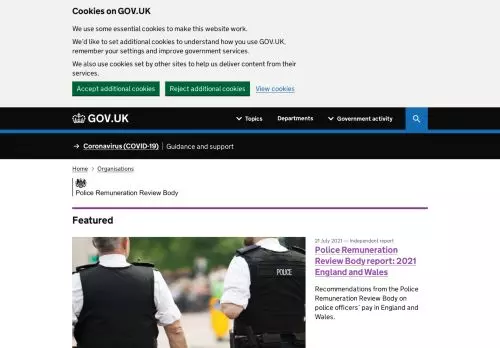 Cookies on GOV.UK
We use some essential cookies to make this website work.
We'd like to set additional cookies to understand how you use GOV.UK,
remember your settings and improve government services.
We also use cookies set by other sites to help us deliver content from their
services.
Accept additional cookies
Reject additional cookies
View cookies
GOV.UK
Topics
Departments
Government activity
→ Coronavirus (COVID-19)
Guidance and support
Home
Organisations
Police Remuneration Review Body
Featured
21 July 2021 — Independent report
Police Remuneration
Review Body report: 2021
England and Wales
Recommendations from the Police
Remuneration Review Body on
police officers´ pay in England and
Wales.
POLICE